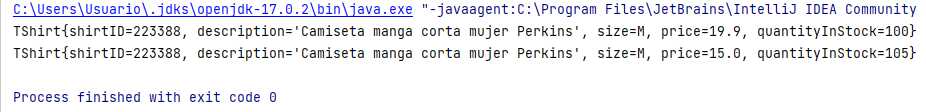 C:\Users\Usuario\.jdks\openjdk-17.0.2\bin\java.exe "-javaagent:C:\Program Files\JetBrains\IntelliJ IDEA Community
TShirt{shirtID=223388, description='Camiseta manga corta mujer Perkins', size=M, price=19.9, quantityInStock=100}
TShirt{shirtID=223388, description='Camiseta manga corta mujer Perkins', size=M, price=15.0, quantityInStock=105}
Process finished with exit code 0